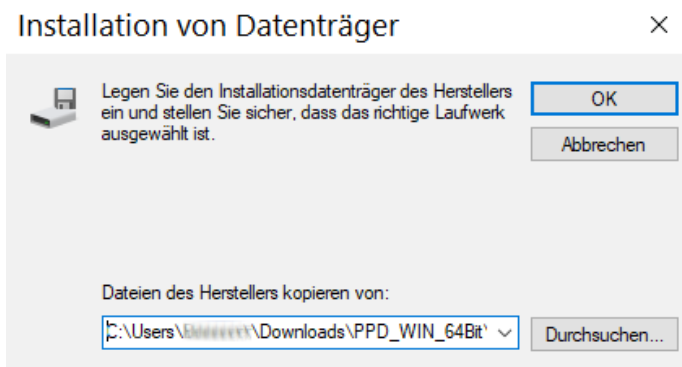 Installation von Datenträger
Legen Sie den Installationsdatenträger des Herstellers
ein und stellen Sie sicher, dass das richtige Laufwerk
ausgewählt ist.
OK
Abbrechen
Dateien des Herstellers kopieren von:
C:\Users\ \Downloads\PPD_WIN_64Bit\
Durchsuchen...